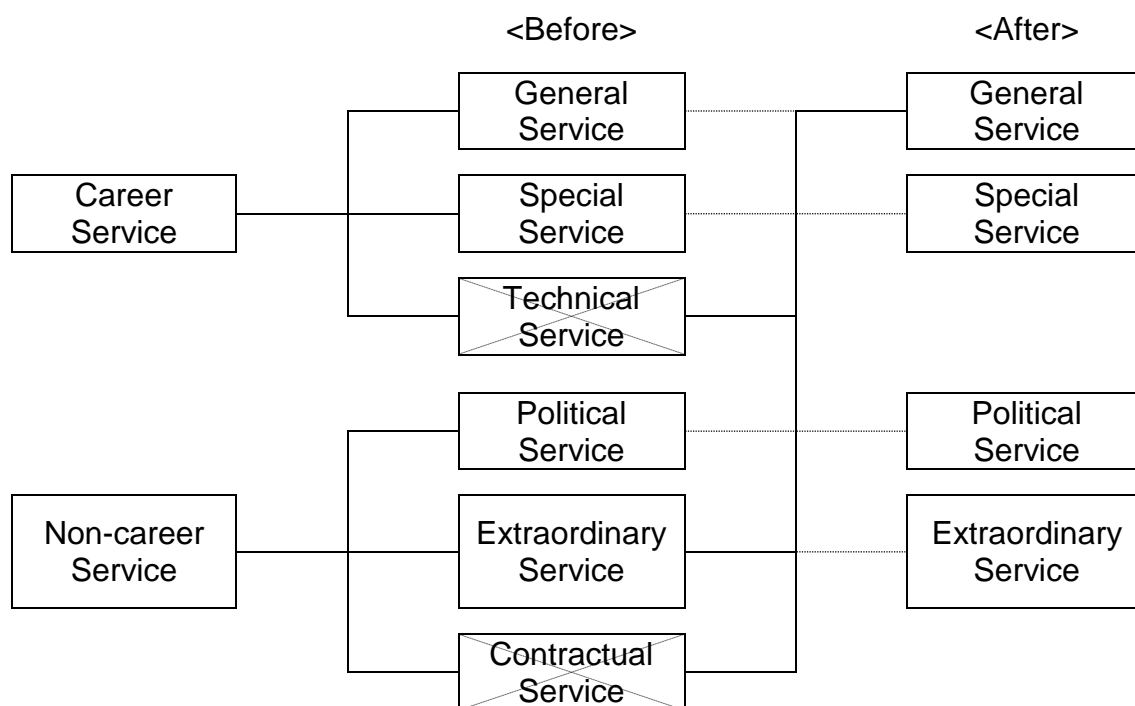 <Before>
<After>
General
Service
General
Service
Career
Service
Special
Service
Special
Service
Technical
Service
Political
Service
Political
Service
Non-career
Service
Extraordinary
Service
Extraordinary
Service
Contractual
Service